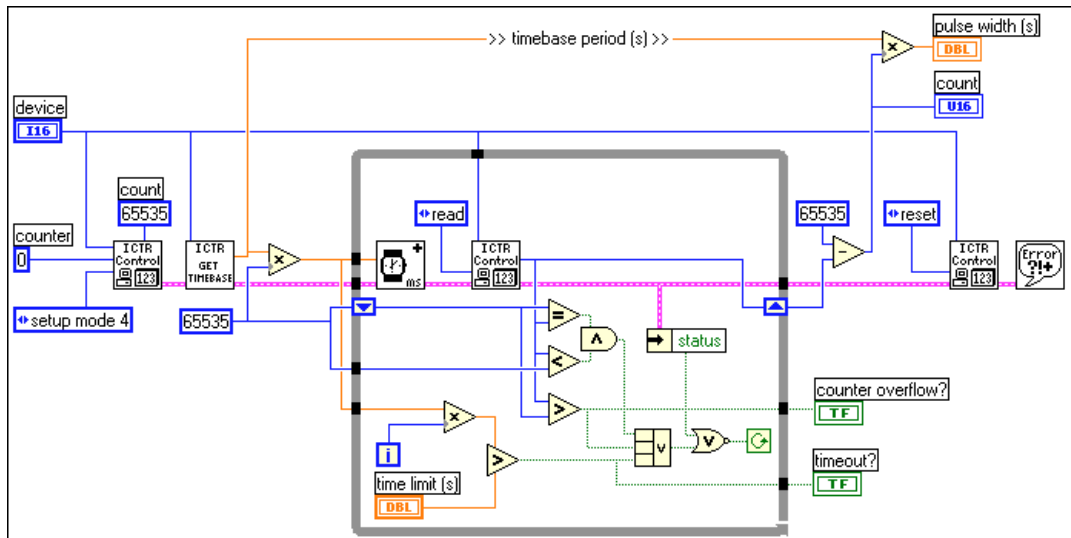 >> timebase period (s) >>
pulse width (s)
DBL
count
U16
device
I16
count
65535
counter
0
ICTR
Control
123
setup mode 4
ICTR
GET
TIMEBASE
65535
ms
read
ICTR
Control
123
status
i
time limit (s)
DBL
65535
reset
ICTR
Control
123
Error
?!+
counter overflow?
TF
timeout?
TF